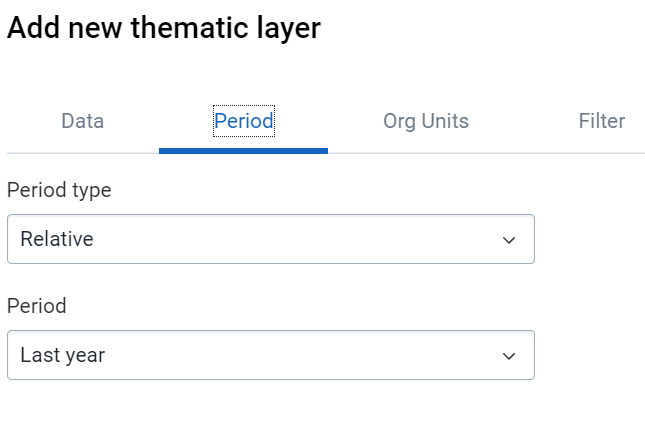 Add new thematic layer
Data Period Org Units Filter
Period type
Relative
Period
Last year